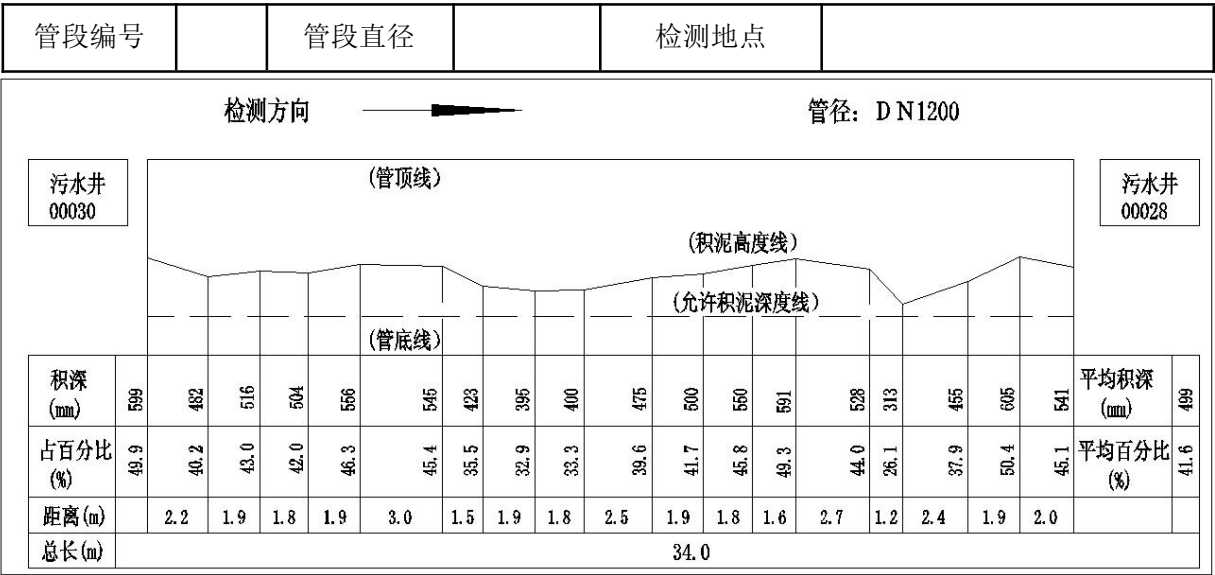 管段编号 管段直径 检测地点
检测方向 管径: DN1200
污水井
00030
(管顶线)
污水井
00028
(积泥高度线)
(允许积泥深度线)
(管底线)
积深
(mm)
599 482 516 504 556 545 423 395 400 475 500 550 591 528 313 455 605 541
平均积深
(mm)
499
占百分比
(%)
49.9 40.2 43.0 42.0 46.3 45.4 35.5 32.9 33.3 39.6 41.7 45.8 49.3 44.0 26.1 37.9 50.4 45.1
平均百分比
(%)
41.6
距离(m) 2.2 1.9 1.8 1.9 3.0 1.5 1.9 1.8 2.5 1.9 1.8 1.6 2.7 1.2 2.4 1.9 2.0
总长(m) 34.0